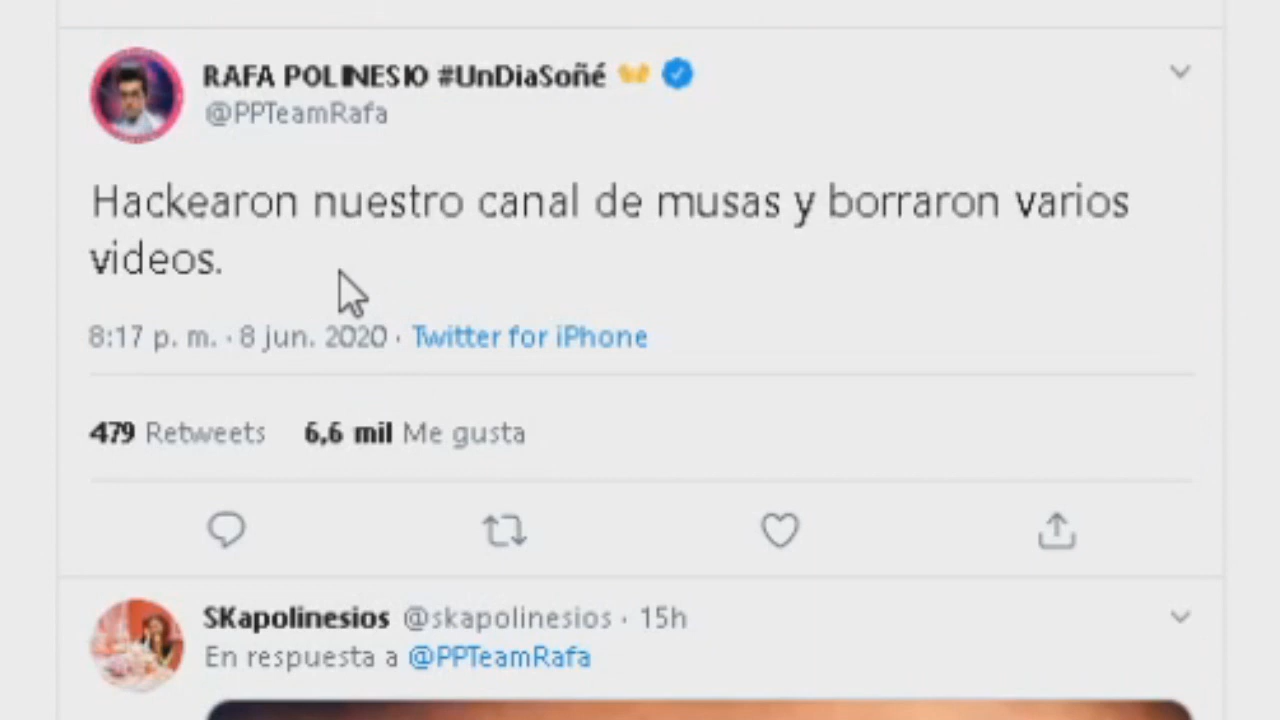 RAFA POLINESIO #UnDiaSoñé
@PPTeamRafa
Hackearon nuestro canal de musas y borraron varios
videos.
8:17 p. m. · 8 jun. 2020 · Twitter for iPhone
479 Retweets 6,6 mil Me gusta
SKapolinesios @skapolinesios · 15h
En respuesta a @PPTeamRafa